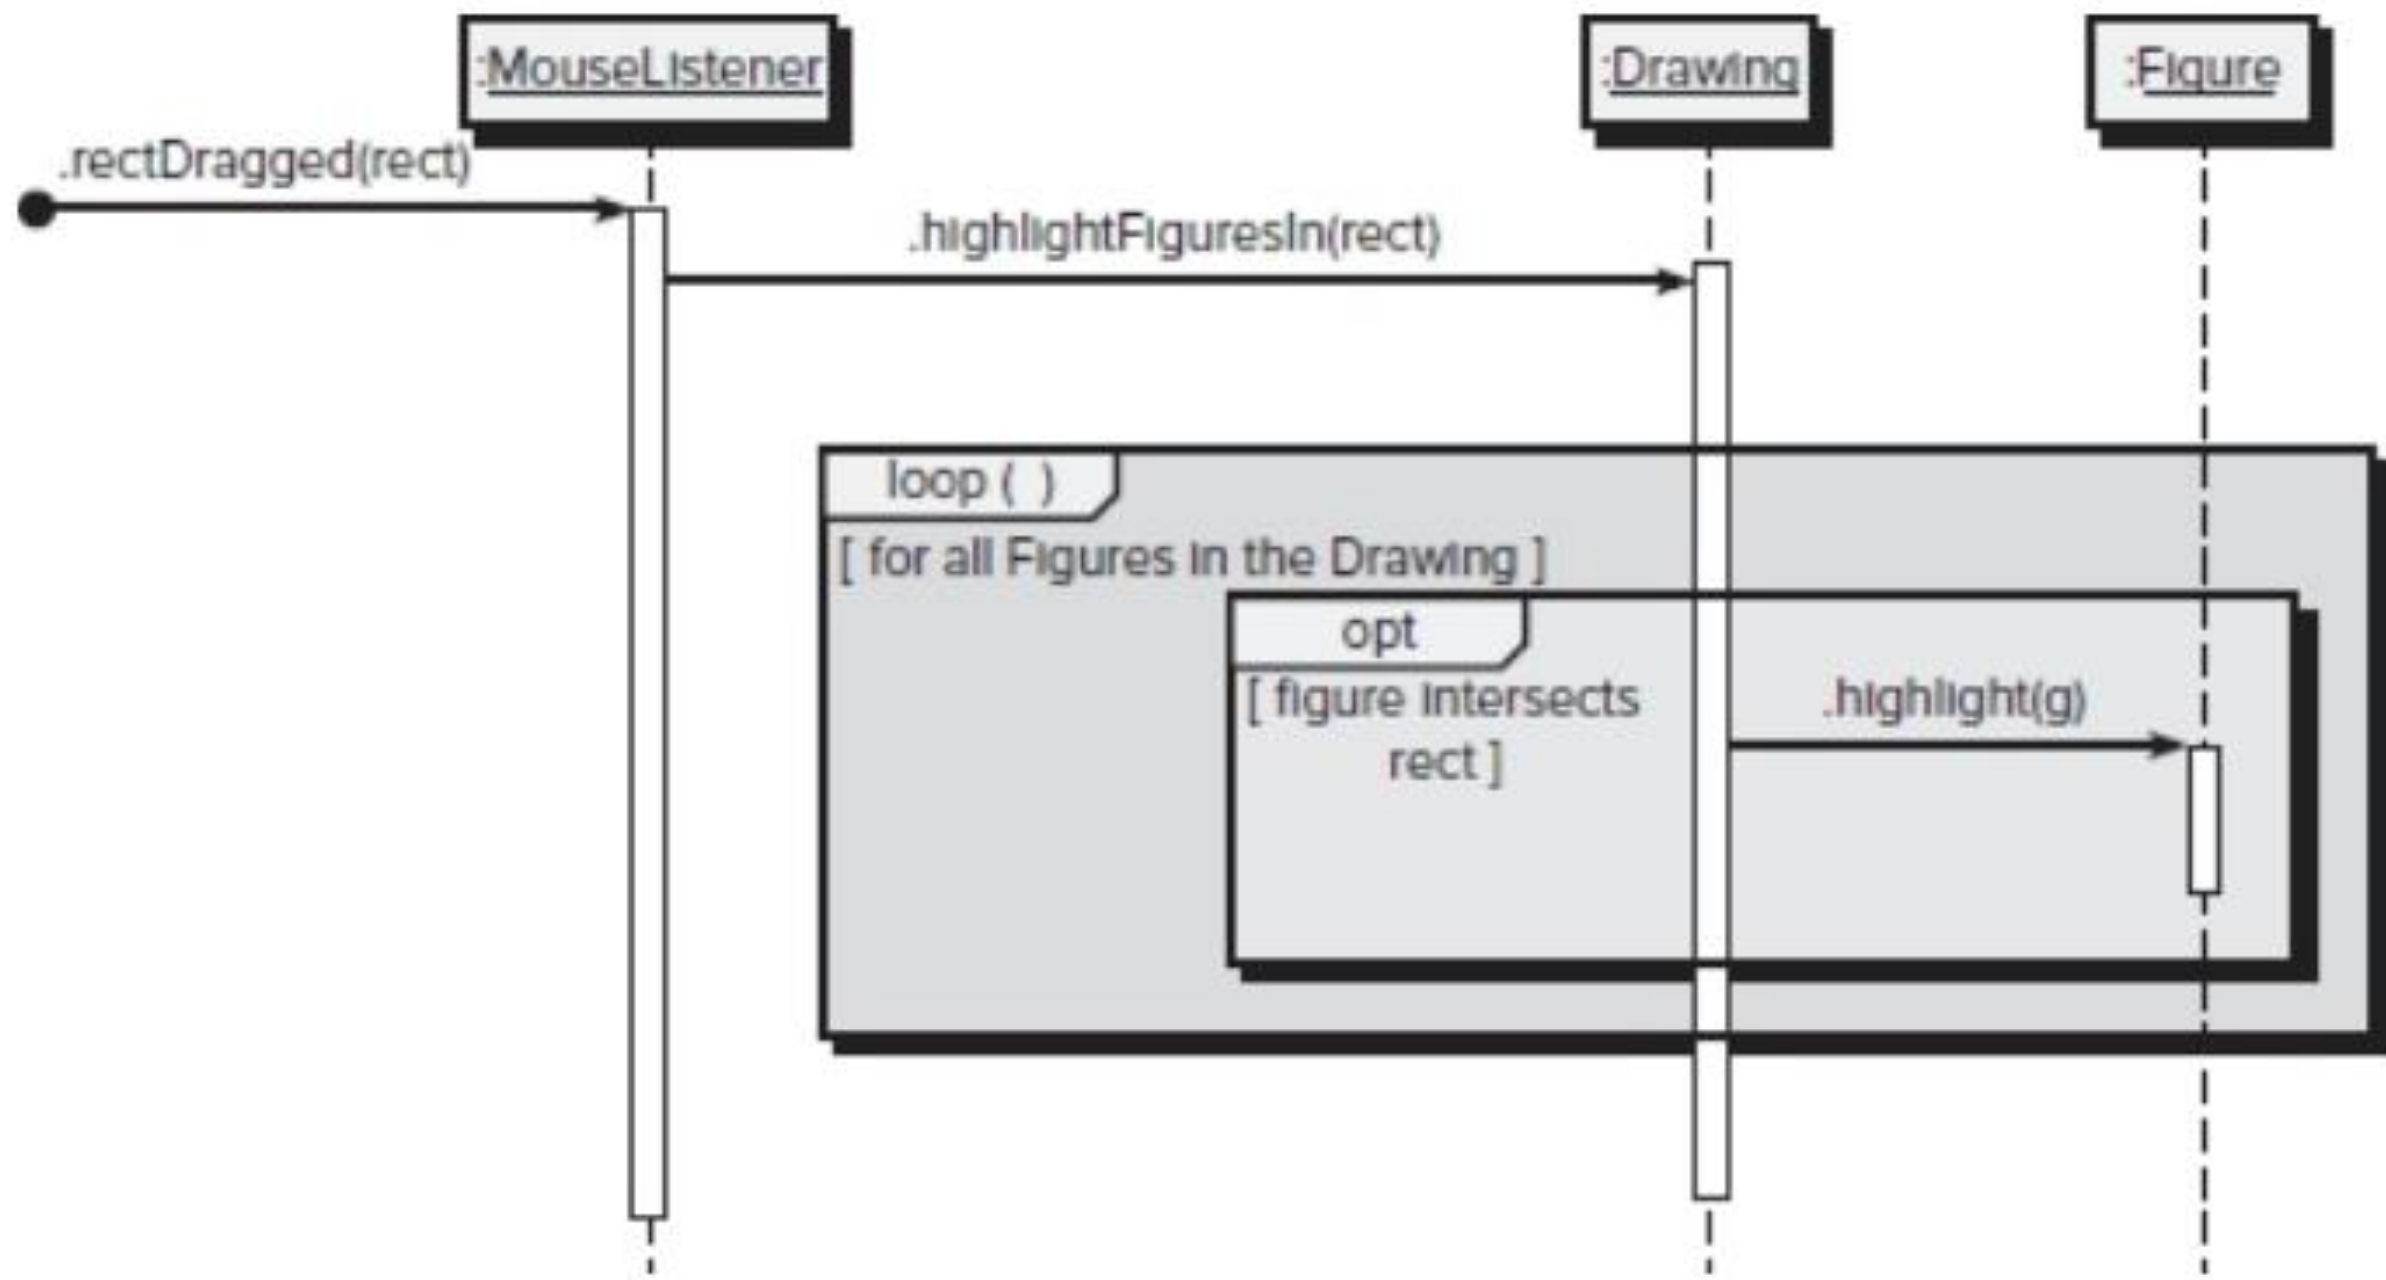 :MouseListener
:Drawing
:Figure
.rectDragged(rect)
.highlightFiguresIn(rect)
loop ( )
[ for all Figures in the Drawing ]
opt
[ figure intersects
rect ]
.highlight(g)